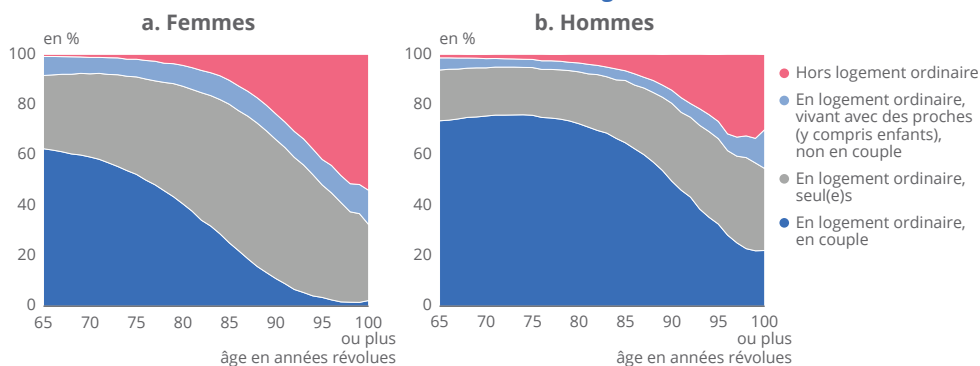 a. Femmes
en %
100
80
60
40
20
0
65 70 75 80 85 90 95 100
ou plus
âge en années révolues
b. Hommes
en %
100
80
60
40
20
0
65 70 75 80 85 90 95 100
ou plus
âge en années révolues
Hors logement ordinaire
En logement ordinaire,
vivant avec des proches
(y compris enfants),
non en couple
En logement ordinaire,
seul(e)s
En logement ordinaire,
en couple